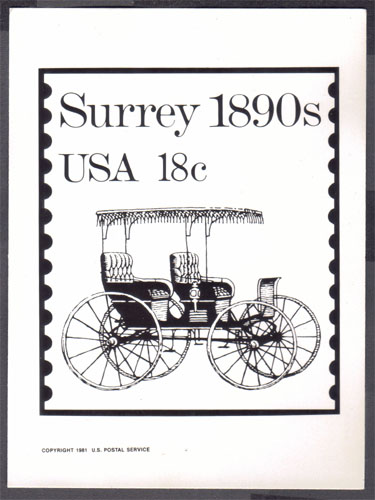 Surrey 1890s
USA 18c
COPYRIGHT 1981 U.S. POSTAL SERVICE